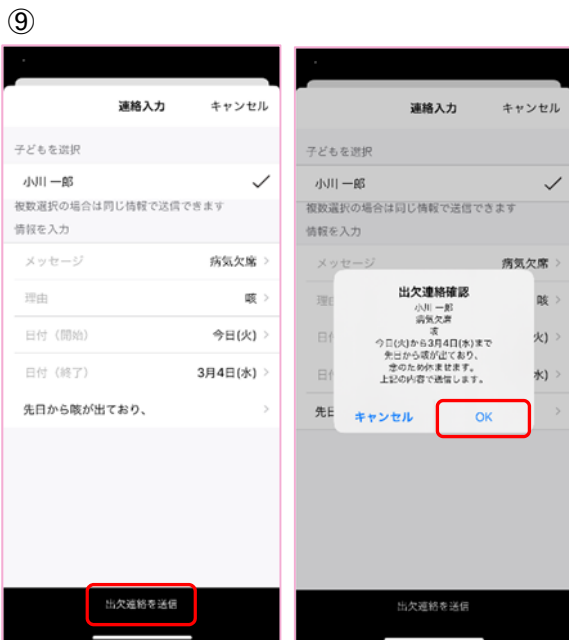 ⑨
連絡入力 キャンセル
子どもを選択
小川 一郎
複数選択の場合は同じ情報で送信できます
情報を入力
メッセージ 病気欠席
理由 咳
日付（開始） 今日(火)
日付（終了） 3月4日(水)
先日から咳が出ており、
出欠連絡を送信
連絡入力 キャンセル
子どもを選択
小川 一郎
複数選択の場合は同じ情報で送信できます
情報を入力
メッセージ 病気欠席
咳
出欠連絡確認
小川 一郎
病気欠席
咳
今日(火)から3月4日(水)まで
先日から咳が出ており、
念のため休ませます。
上記の内容で送信します。
キャンセル OK
出欠連絡を送信